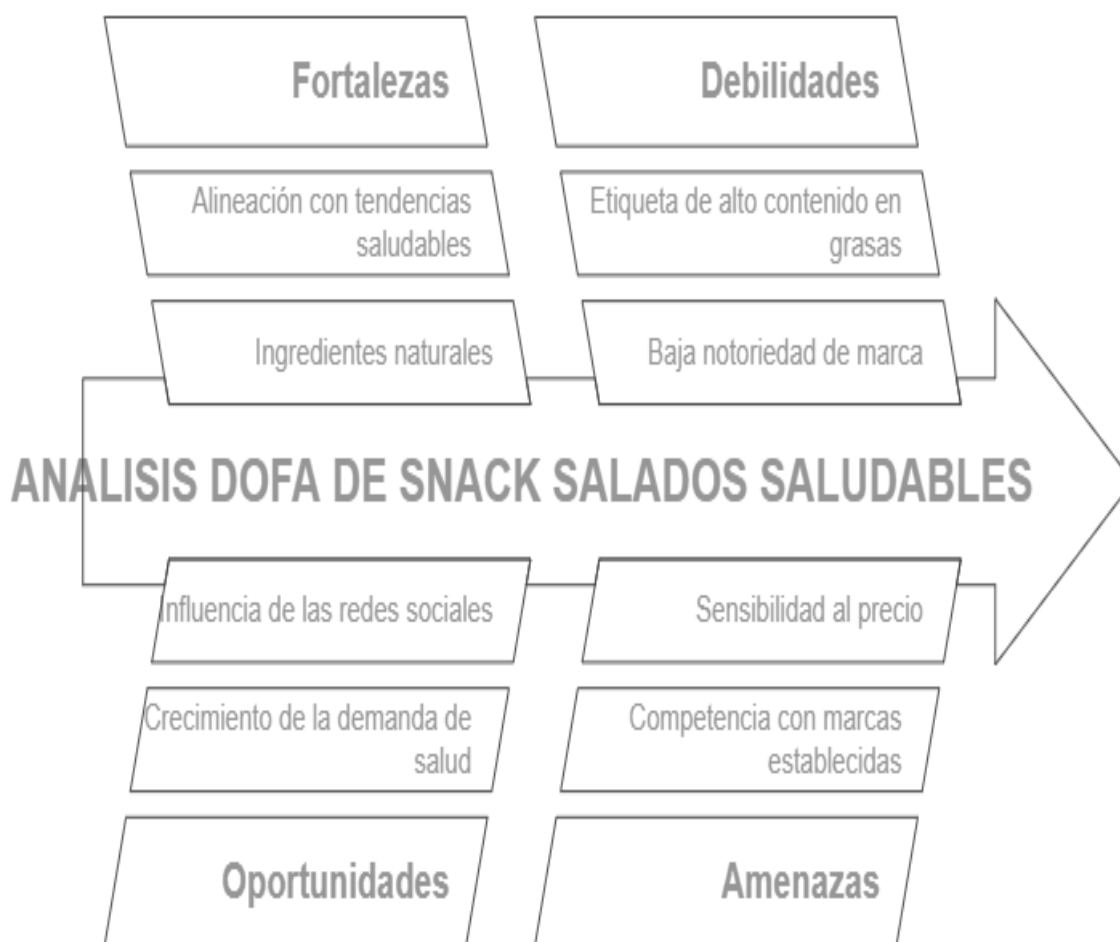 Fortalezas
Debilidades
Alineación con tendencias
saludables
Etiqueta de alto contenido en
grasas
Ingredientes naturales
Baja notoriedad de marca
ANALISIS DOFA DE SNACK SALADOS SALUDABLES
Influencia de las redes sociales
Sensibilidad al precio
Crecimiento de la demanda de
salud
Competencia con marcas
establecidas
Oportunidades
Amenazas